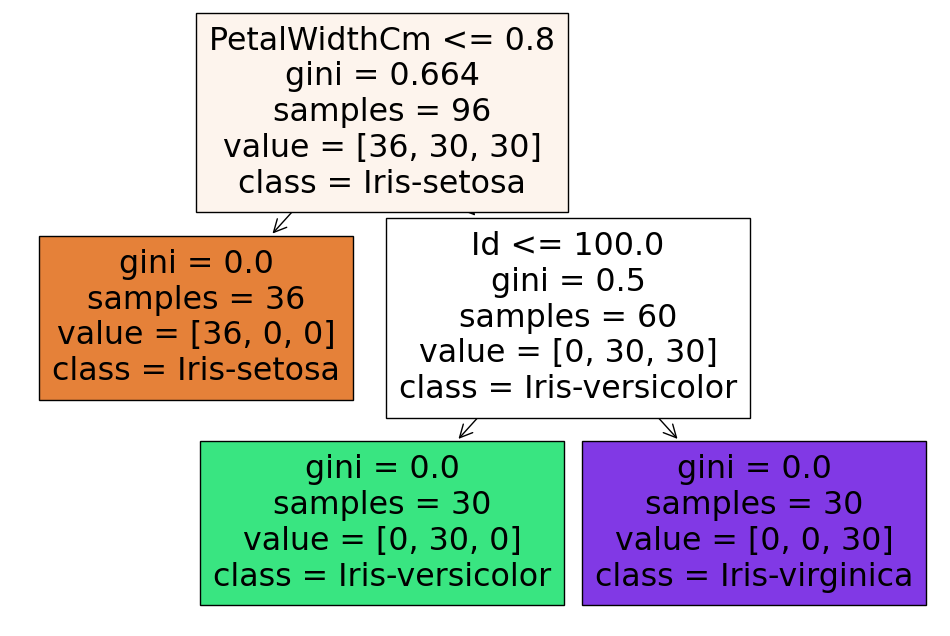 PetalWidthCm <= 0.8
gini = 0.664
samples = 96
value = [36, 30, 30]
class = Iris-setosa
gini = 0.0
samples = 36
value = [36, 0, 0]
class = Iris-setosa
Id <= 100.0
gini = 0.5
samples = 60
value = [0, 30, 30]
class = Iris-versicolor
gini = 0.0
samples = 30
value = [0, 30, 0]
class = Iris-versicolor
gini = 0.0
samples = 30
value = [0, 0, 30]
class = Iris-virginica